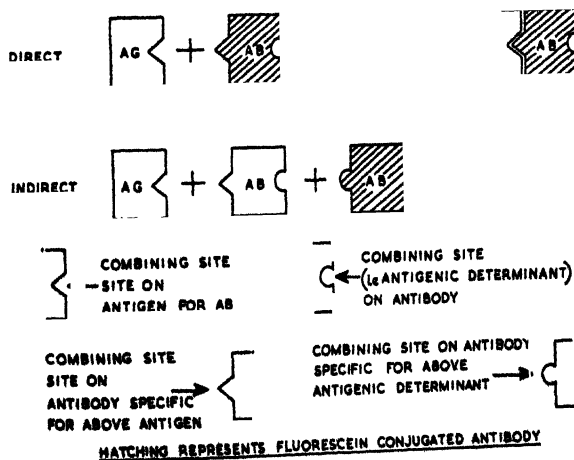 DIRECT AG + AB AB
INDIRECT AG + AB + AB
COMBINING SITE
SITE ON
ANTIGEN FOR AB
COMBINING SITE
(ie ANTIGENIC DETERMINANT)
ON ANTIBODY
COMBINING SITE
SITE ON
ANTIBODY SPECIFIC
FOR ABOVE ANTIGEN
COMBINING SITE ON ANTIBODY
SPECIFIC FOR ABOVE
ANTIGENIC DETERMINANT
HATCHING REPRESENTS FLUORESCEIN CONJUGATED ANTIBODY